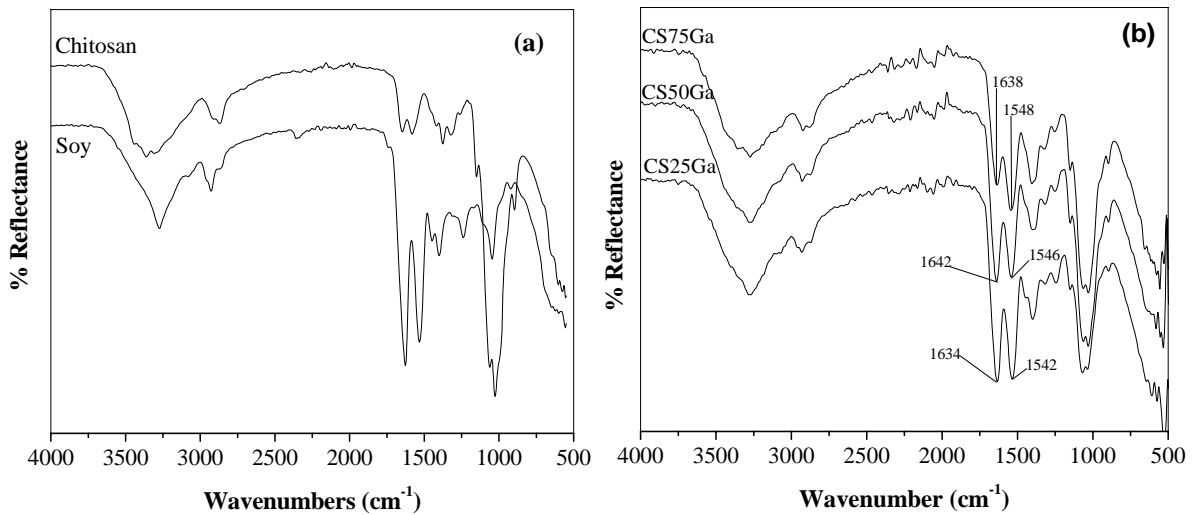 (a)
Chitosan
Soy
% Reflectance
4000 3500 3000 2500 2000 1500 1000 500
Wavenumbers (cm⁻¹)
(b)
CS75Ga
CS50Ga
CS25Ga
1638
1548
1642
1546
1634
1542
% Reflectance
4000 3500 3000 2500 2000 1500 1000 500
Wavenumber (cm⁻¹)